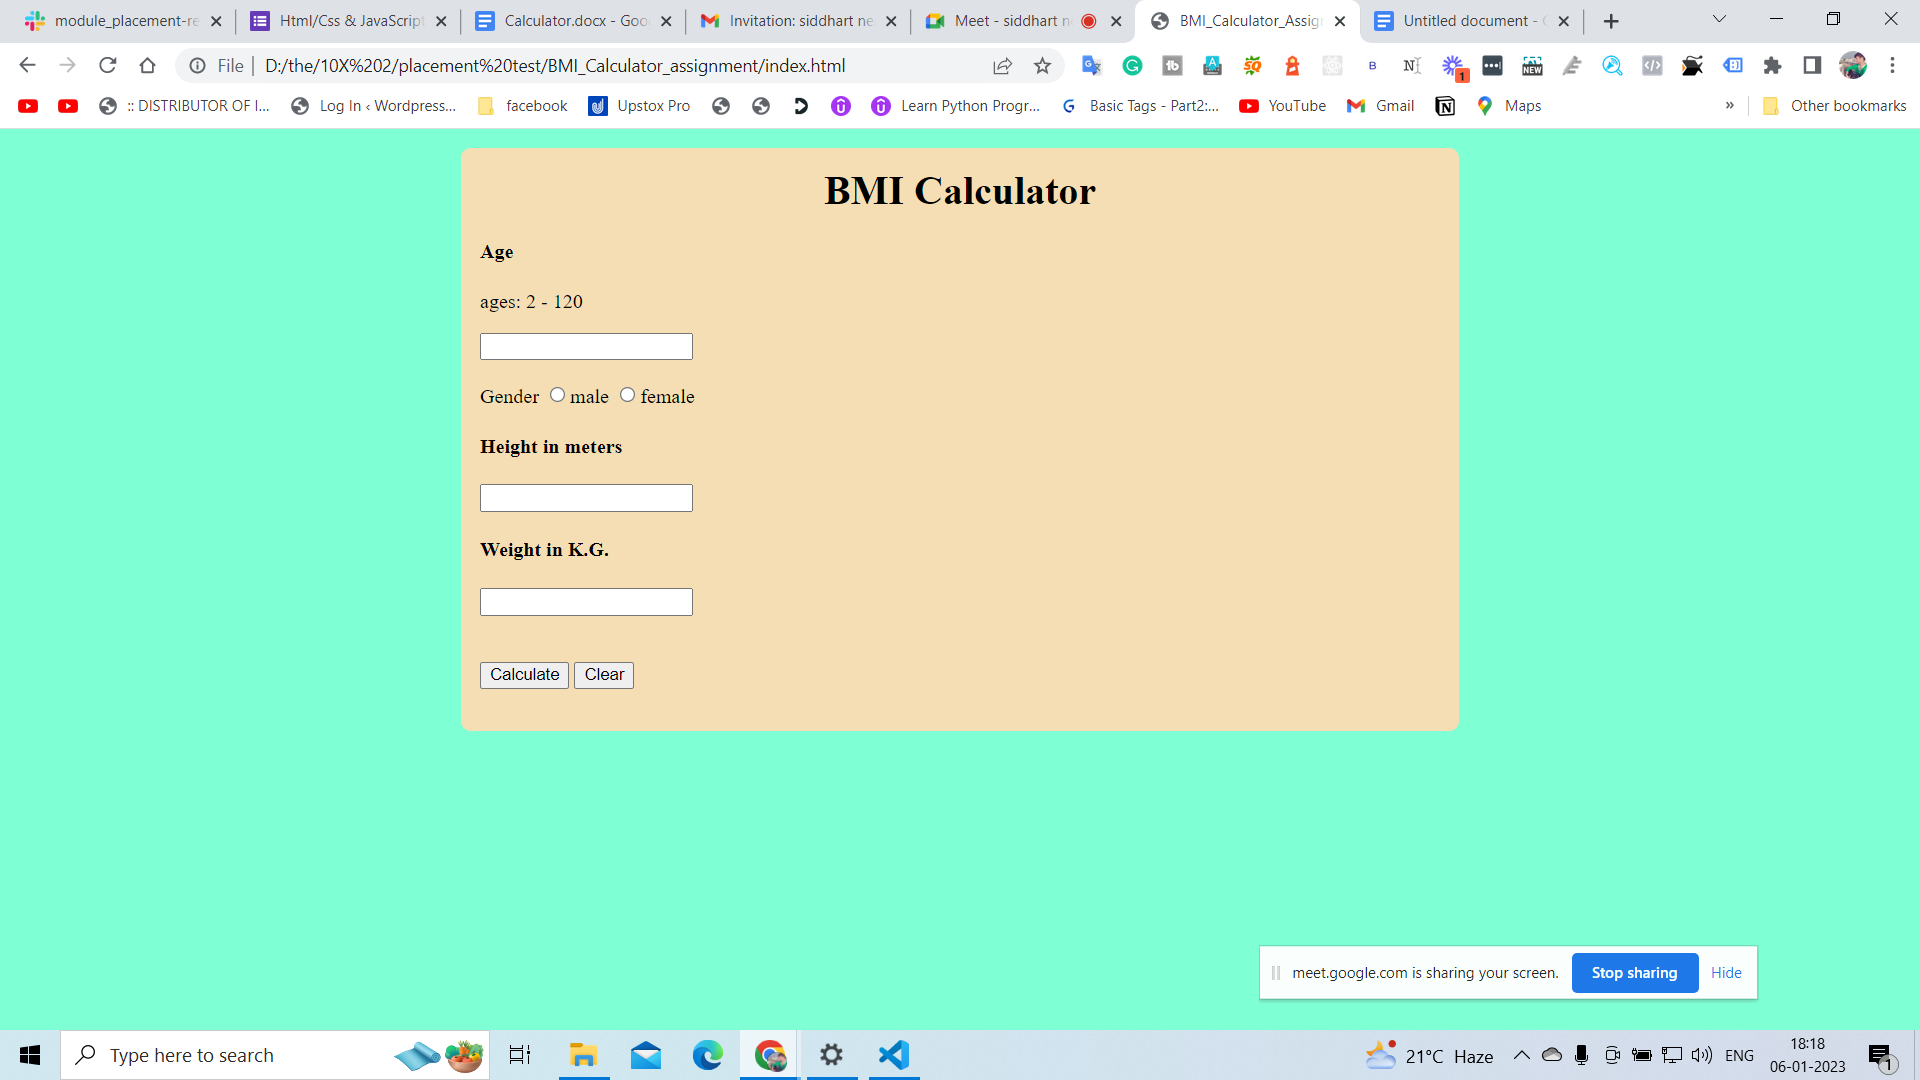 module_placement-re
Html/Css & JavaScript
Calculator.docx - Goo
Invitation: siddhart ne
Meet - siddhart n
BMI_Calculator_Assig
Untitled document -
File
D:/the/10X%202/placement%20test/BMI_Calculator_assignment/index.html
:: DISTRIBUTOR OF I...
Log In ‹ Wordpress...
facebook
Upstox Pro
Learn Python Progr...
Basic Tags - Part2:...
YouTube
Gmail
Maps
»
Other bookmarks
BMI Calculator
Age
ages: 2 - 120
Gender male female
Height in meters
Weight in K.G.
Calculate Clear
meet.google.com is sharing your screen. Stop sharing Hide
Type here to search
21°C Haze
ENG
18:18
06-01-2023
1